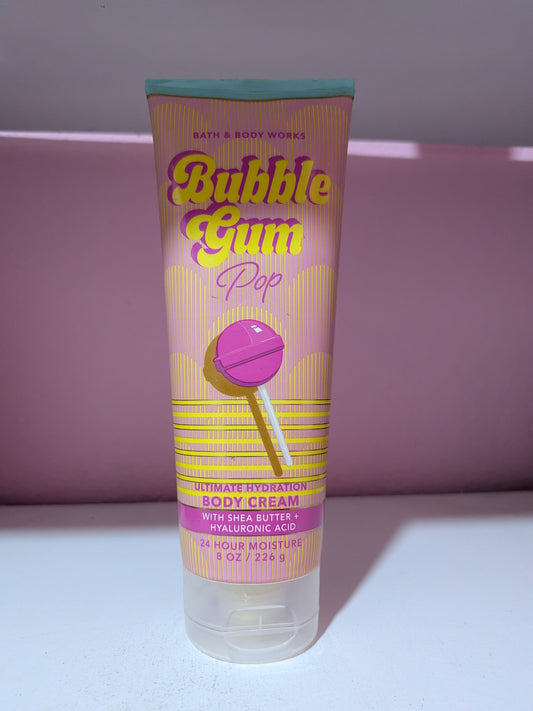 BATH & BODY WORKS
Bubble
Gum
Pop
ULTIMATE HYDRATION
BODY CREAM
WITH SHEA BUTTER +
HYALURONIC ACID
24 HOUR MOISTURE
8 OZ / 226 g